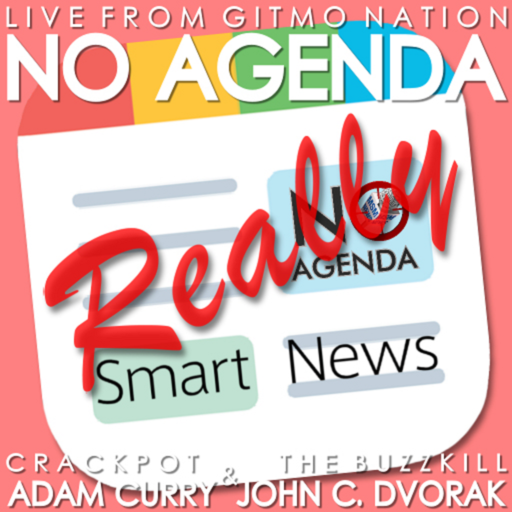 LIVE FROM GITMO NATION
NO AGENDA
Really
NO
AGENDA
Smart News
CRACKPOT & THE BUZZKILL
ADAM CURRY JOHN C. DVORAK